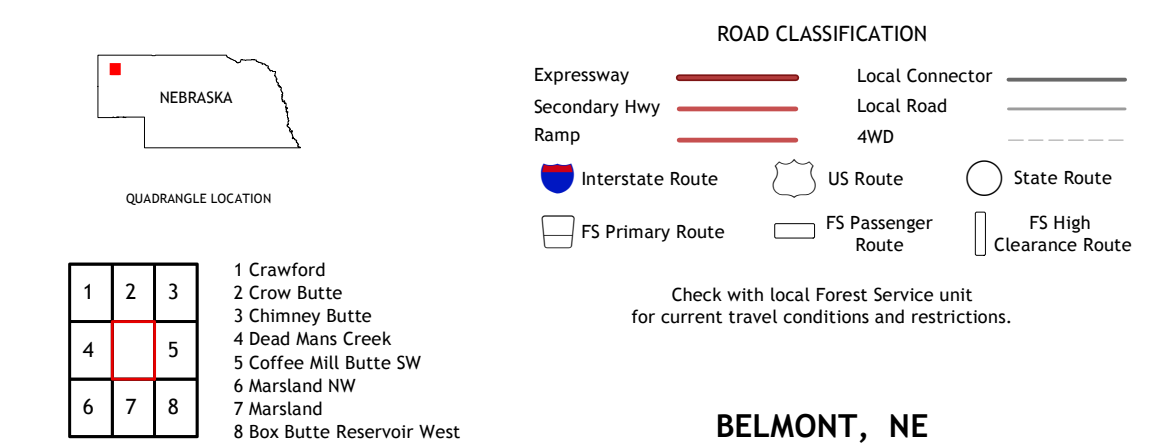 NEBRASKA
QUADRANGLE LOCATION
1 2 3
4 5
6 7 8
1 Crawford
2 Crow Butte
3 Chimney Butte
4 Dead Mans Creek
5 Coffee Mill Butte SW
6 Marsland NW
7 Marsland
8 Box Butte Reservoir West
ROAD CLASSIFICATION
Expressway
Secondary Hwy
Ramp
Local Connector
Local Road
4WD
Interstate Route
US Route
State Route
FS Primary Route
FS Passenger
Route
FS High
Clearance Route
Check with local Forest Service unit
for current travel conditions and restrictions.
BELMONT, NE